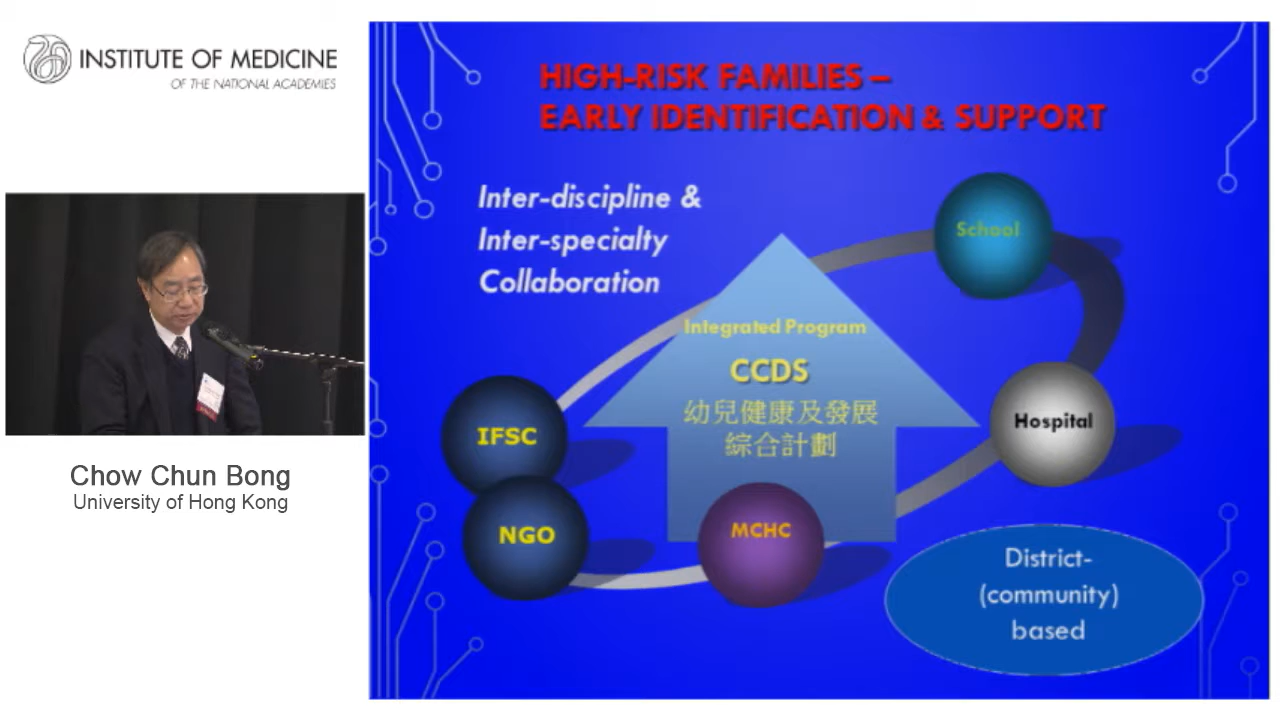 INSTITUTE OF MEDICINE
OF THE NATIONAL ACADEMIES
Chow Chun Bong
University of Hong Kong
HIGH-RISK FAMILIES –
EARLY IDENTIFICATION & SUPPORT
Inter-discipline &
Inter-specialty
Collaboration
School
Integrated Program
CCDS
幼兒健康及發展
綜合計劃
Hospital
IFSC
NGO
MCHC
District-
(community)
based